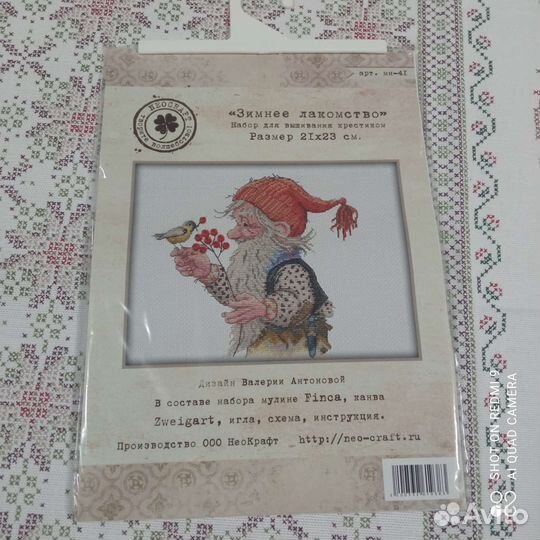 арт. мн-41
NEOCRAFT
«Зимнее лакомство»
Набор для вышивания крестиком
Размер 21х23 см.
Дизайн Валерии Антоновой
В составе набора мулине Finca, канва
Zweigart, игла, схема, инструкция.
Производство ООО НеоКрафт http://neo-craft.ru
SHOT ON REDMI 9
AI QUAD CAMERA
Avito